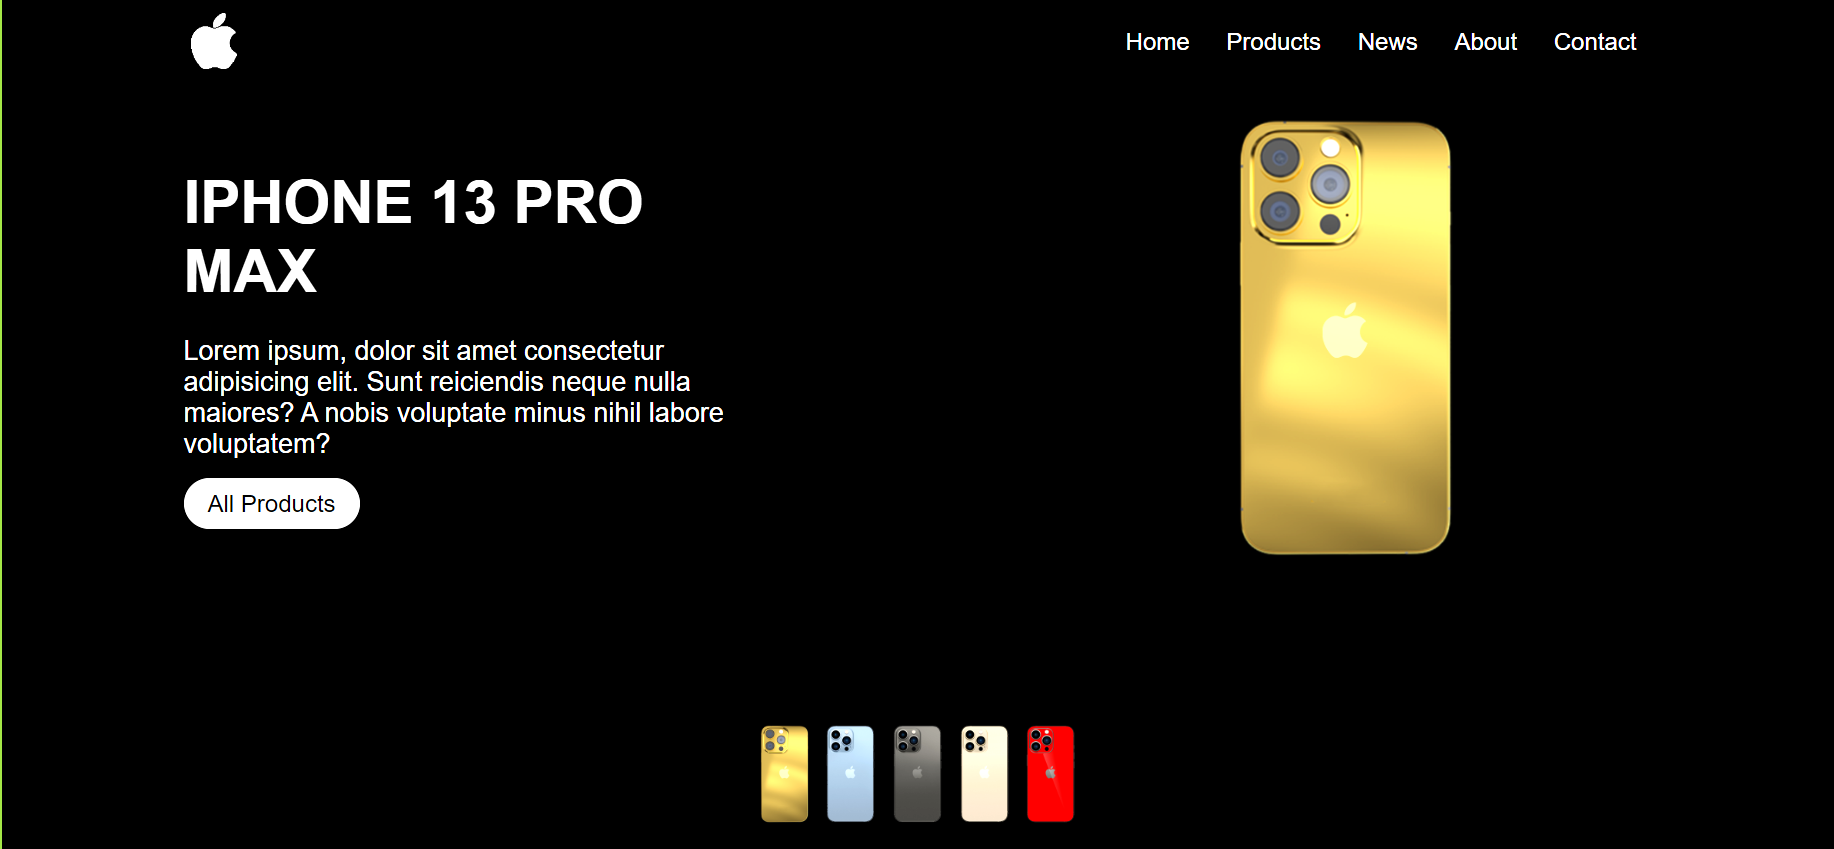 Home Products News About Contact
IPHONE 13 PRO
MAX
Lorem ipsum, dolor sit amet consectetur
adipisicing elit. Sunt reiciendis neque nulla
maiores? A nobis voluptate minus nihil labore
voluptatem?
All Products